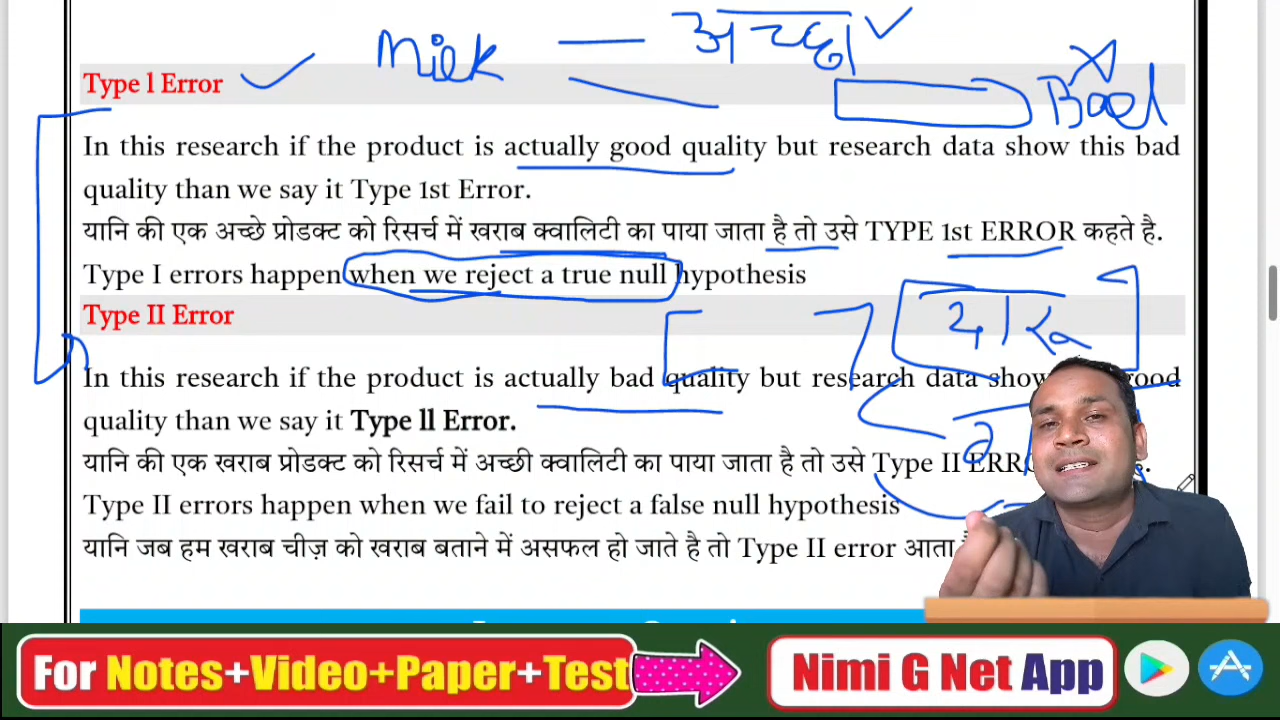 Milk — अच्छा
Type l Error
Bad
In this research if the product is actually good quality but research data show this bad
quality than we say it Type 1st Error.
यानि की एक अच्छे प्रोडक्ट को रिसर्च में खराब क्वालिटी का पाया जाता है तो उसे TYPE 1st ERROR कहते है.
Type I errors happen when we reject a true null hypothesis
Type II Error
In this research if the product is actually bad quality but research data show good
quality than we say it Type ll Error.
यानि की एक खराब प्रोडक्ट को रिसर्च में अच्छी क्वालिटी का पाया जाता है तो उसे Type II
Type II errors happen when we fail to reject a false null hypothesis
यानि जब हम खराब चीज़ को खराब बताने में असफल हो जाते है तो Type II error आता
For Notes+Video+Paper+Test
Nimi G Net App